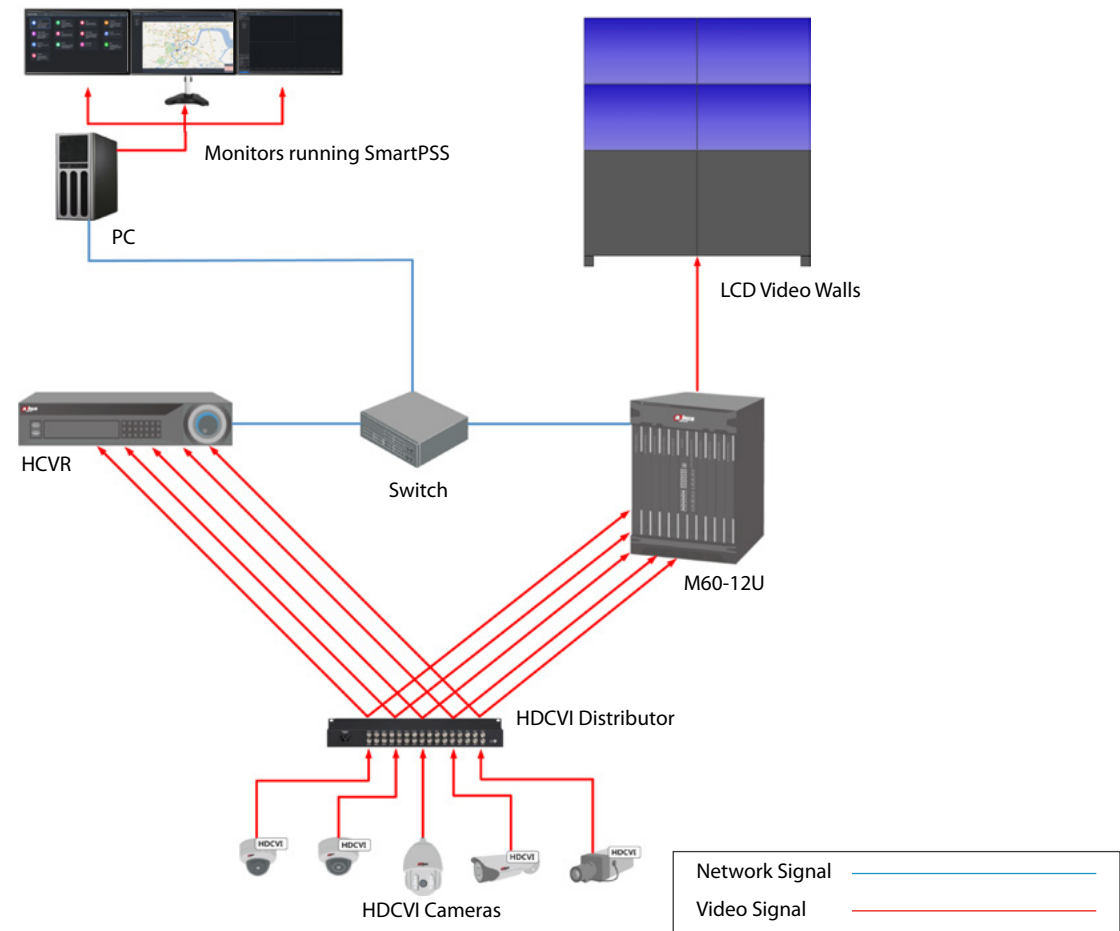 Monitors running SmartPSS
PC
LCD Video Walls
HCVR
Switch
M60-12U
HDCVI Distributor
HDCVI
HDCVI
HDCVI
HDCVI
HDCVI Cameras
Network Signal
Video Signal